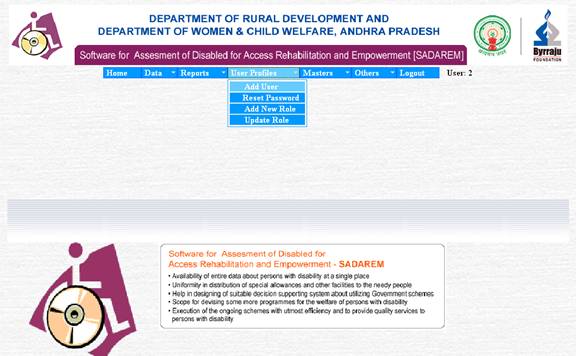 DEPARTMENT OF RURAL DEVELOPMENT AND
DEPARTMENT OF WOMEN & CHILD WELFARE, ANDHRA PRADESH
Software for Assesment of Disabled for Access Rehabilitation and Empowerment [SADAREM]
Byrraju
FOUNDATION
Home Data Reports User Profiles Masters Others Logout User: 2
Add User
Reset Password
Add New Role
Update Role
Software for Assesment of Disabled for
Access Rehabilitation and Empowerment - SADAREM
• Availability of entire data about persons with disability at a single place
• Uniformity in distribution of special allowances and other facilities to the needy people
• Help in designing of suitable decision supporting system about utilizing Government schemes
• Scope for devising some more programmes for the welfare of persons with disability
• Execution of the ongoing schemes with utmost efficiency and to provide quality services to
persons with disability